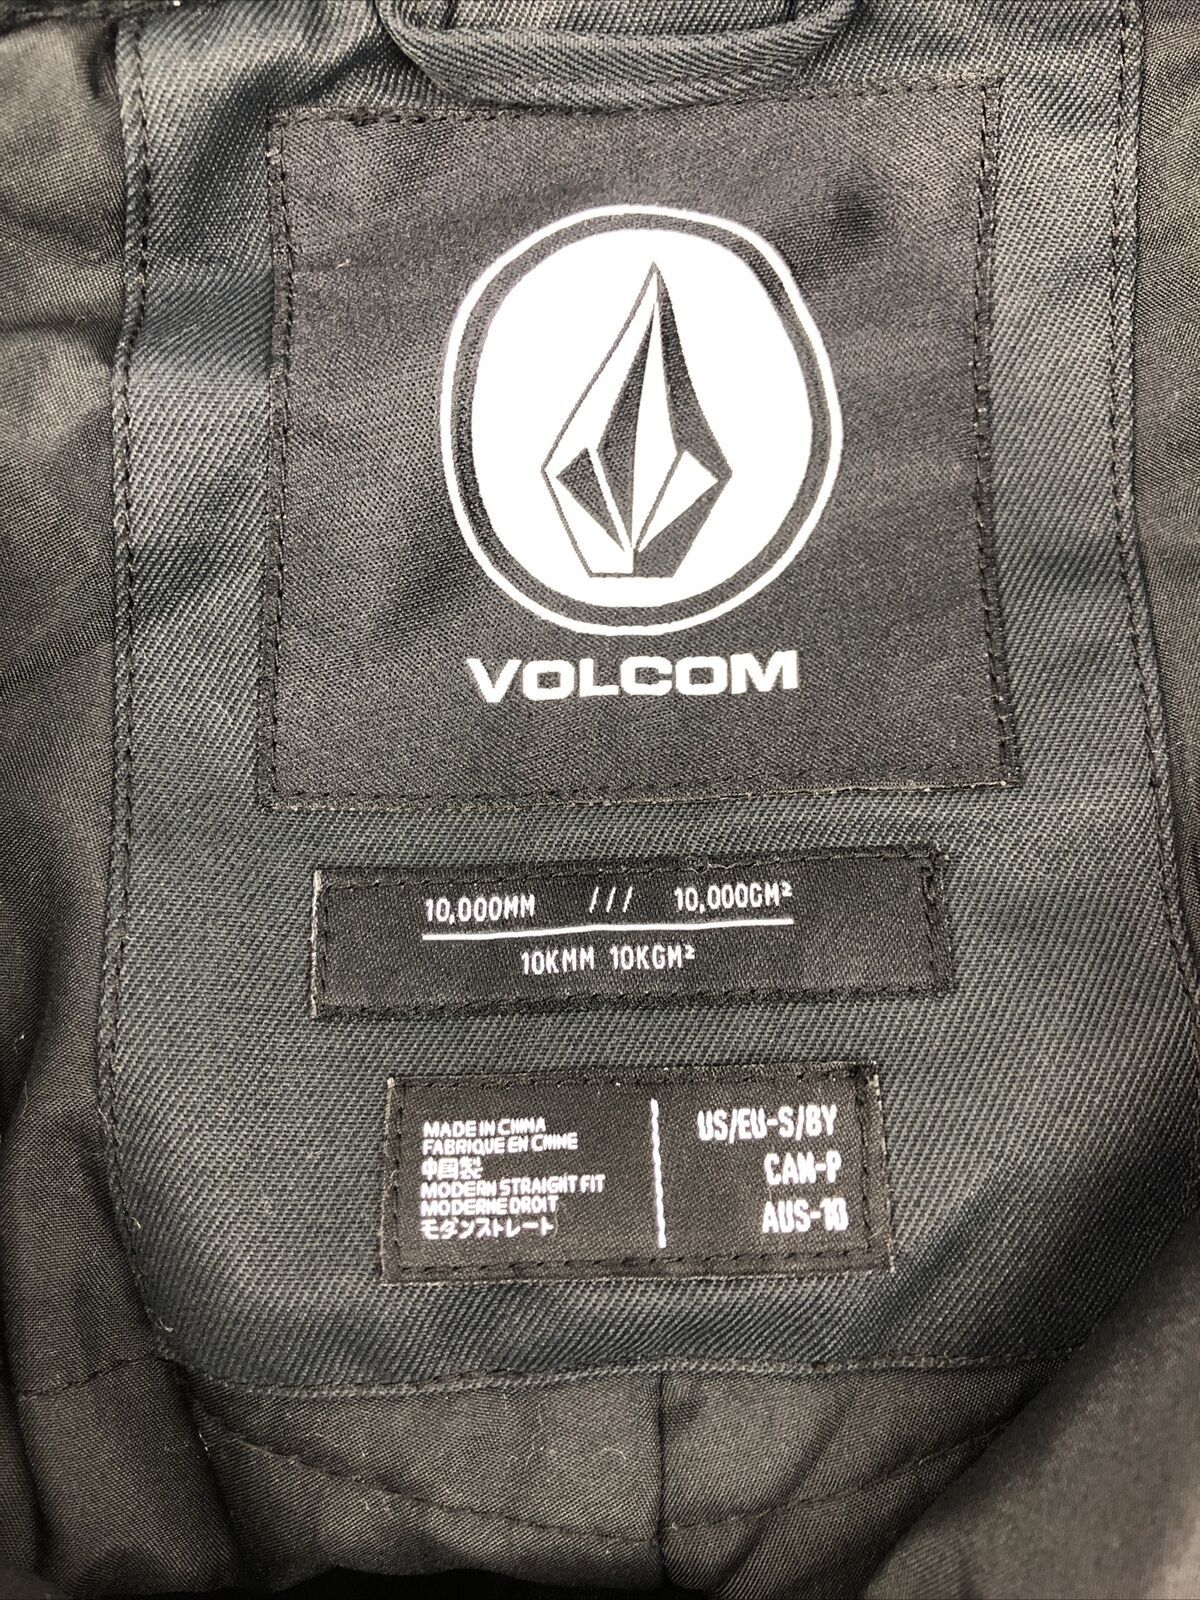 VOLCOM
10,000MM /// 10,000GM²
10KMM 10KGM²
MADE IN CHINA
FABRIQUE EN CHINE
中国製
MODERN STRAIGHT FIT
MODERNE DROIT
モダンストレート
US/EU-S/BY
CAN-P
AUS-10